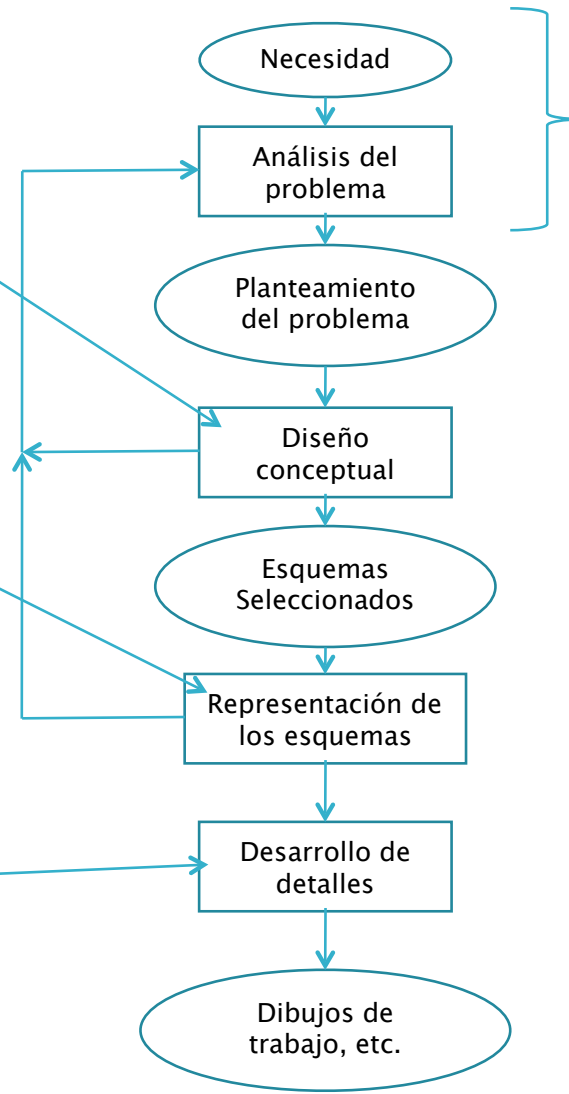 Necesidad
Análisis del
problema
Planteamiento
del problema
Diseño
conceptual
Esquemas
Seleccionados
Representación de
los esquemas
Desarrollo de
detalles
Dibujos de
trabajo, etc.